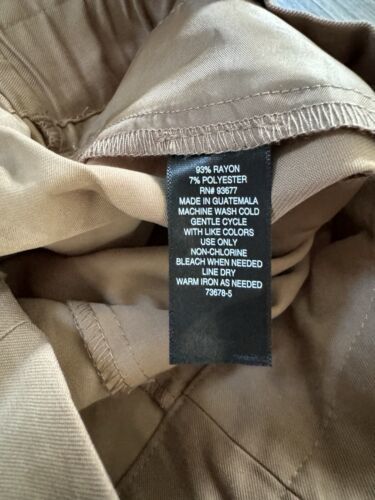 93% RAYON
7% POLYESTER
RN# 93677
MADE IN GUATEMALA
MACHINE WASH COLD
GENTLE CYCLE
WITH LIKE COLORS
USE ONLY
NON-CHLORINE
BLEACH WHEN NEEDED
LINE DRY
WARM IRON AS NEEDED
73678-5